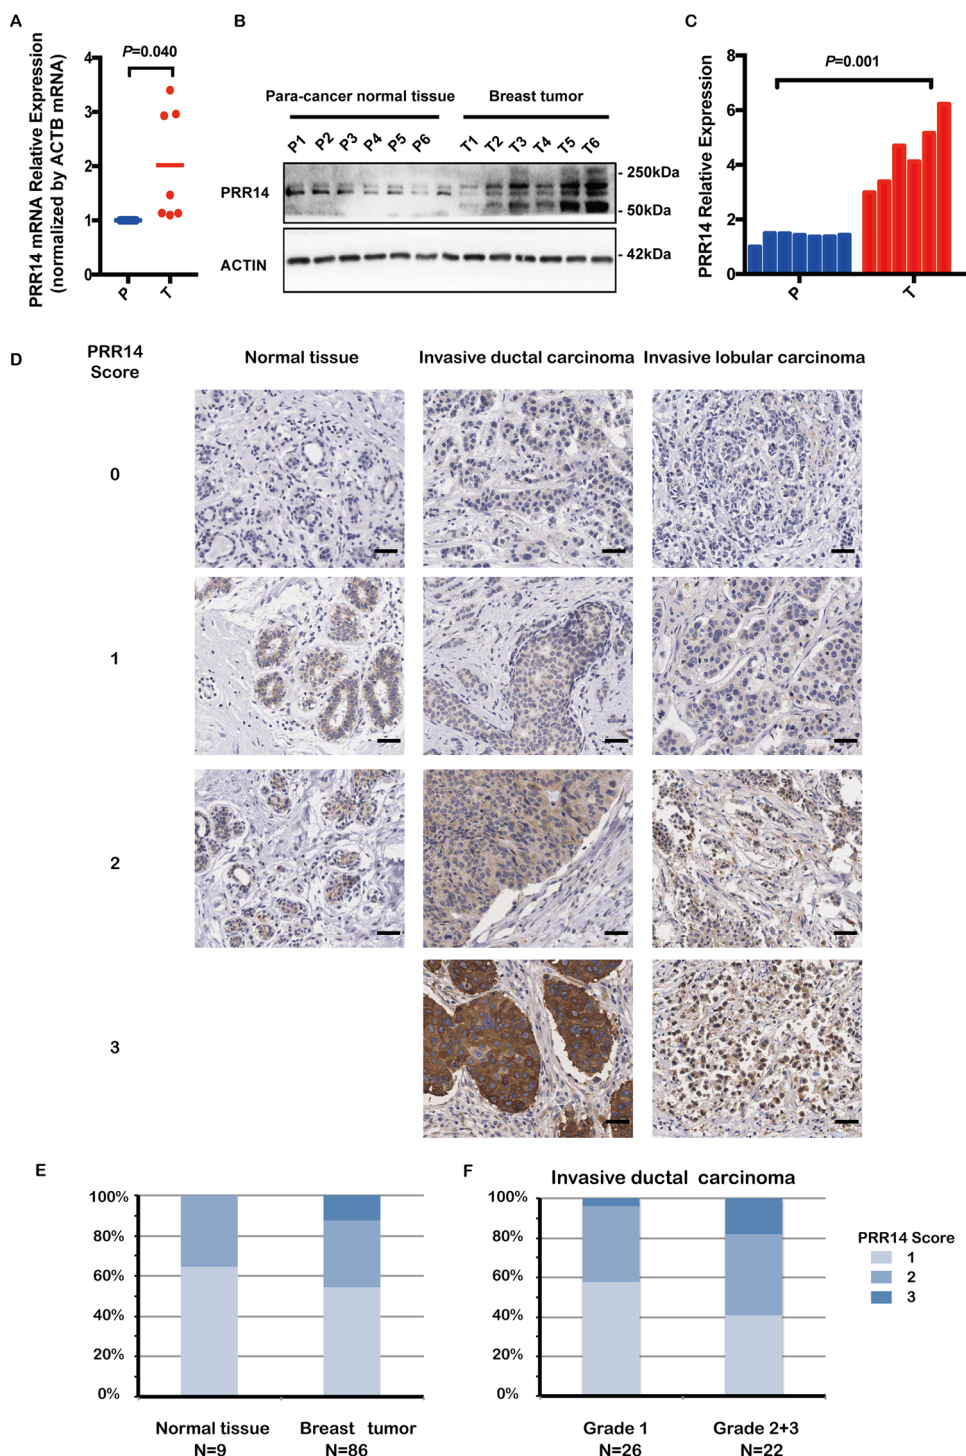 A
PRR14 mRNA Relative Expression
(normalized by ACTB mRNA)
P=0.040
4
3
2
1
0
P
T
B
Para-cancer normal tissue
Breast tumor
P1
P2
P3
P4
P5
P6
T1
T2
T3
T4
T5
T6
PRR14
- 250kDa
- 50kDa
ACTIN
- 42kDa
C
PRR14 Relative Expression
P=0.001
8
6
4
2
0
P
T
D
PRR14
Score
Normal tissue
Invasive ductal carcinoma
Invasive lobular carcinoma
0
1
2
3
E
100%
80%
60%
40%
20%
0%
Normal tissue
N=9
Breast tumor
N=86
F
Invasive ductal carcinoma
100%
80%
60%
40%
20%
0%
Grade 1
N=26
Grade 2+3
N=22
PRR14 Score
1
2
3